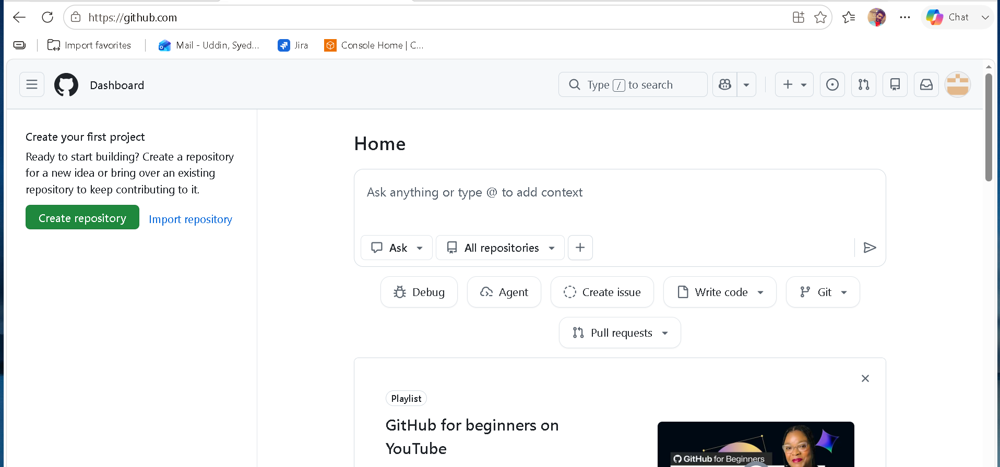 https://github.com
Chat
Import favorites
Mail - Uddin, Syed...
Jira
Console Home | C...
Dashboard
Type / to search
Create your first project
Ready to start building? Create a repository
for a new idea or bring over an existing
repository to keep contributing to it.
Create repository
Import repository
Home
Ask anything or type @ to add context
Ask
All repositories
Debug
Agent
Create issue
Write code
Git
Pull requests
Playlist
GitHub for beginners on
YouTube
GitHub for Beginners